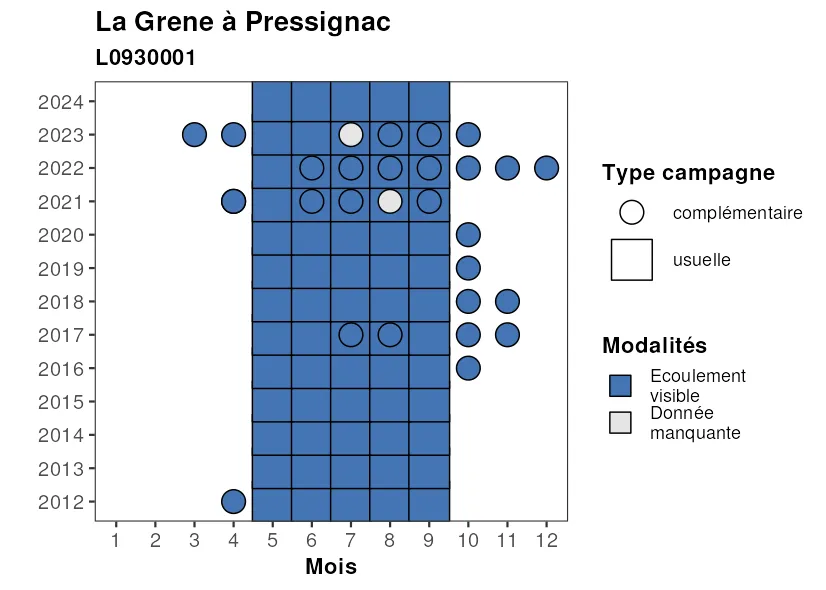 La Grene à Pressignac
L0930001
2024
2023
2022
2021
2020
2019
2018
2017
2016
2015
2014
2013
2012
1 2 3 4 5 6 7 8 9 10 11 12
Mois
Type campagne
complémentaire
usuelle
Modalités
Ecoulement
visible
Donnée
manquante